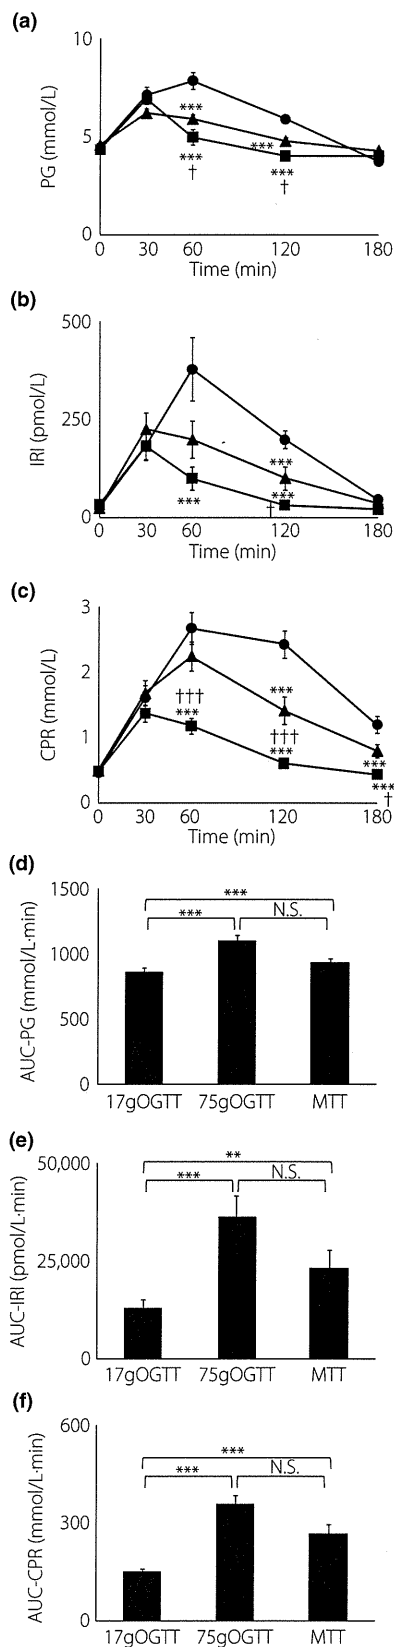 (a)
10
5
0
PG (mmol/L)
***
***
***
†
***
†
0 30 60 120 180
Time (min)
(b)
500
250
0
IRI (pmol/L)
***
***
***
†
0 30 60 120 180
Time (min)
(c)
3
2
1
0
CPR (mmol/L)
†††
***
***
†††
***
***
***
†
0 30 60 120 180
Time (min)
(d)
1500
1000
500
0
AUC-PG (mmol/L·min)
***
*** N.S.
17gOGTT 75gOGTT MTT
(e)
50,000
25,000
0
AUC-IRI (pmol/L·min)
**
*** N.S.
17gOGTT 75gOGTT MTT
(f)
600
300
0
AUC-CPR (mmol/L·min)
***
*** N.S.
17gOGTT 75gOGTT MTT